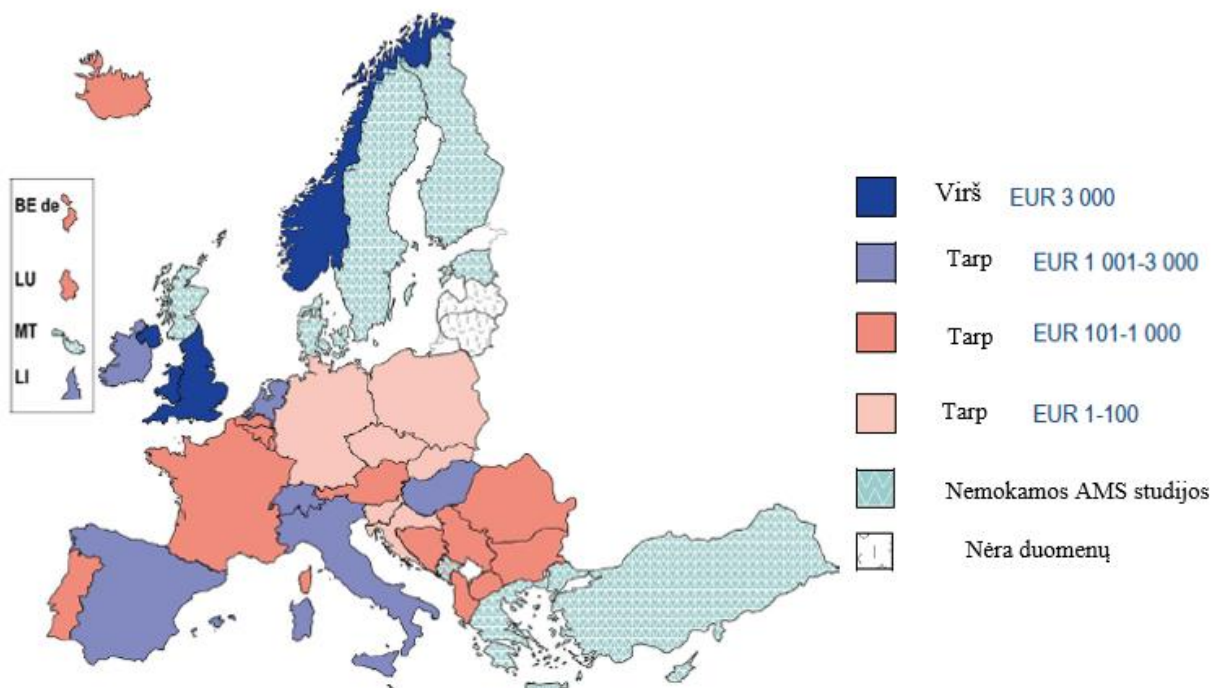 BE de
LU
MT
LI
Virš EUR 3 000
Tarp EUR 1 001-3 000
Tarp EUR 101-1 000
Tarp EUR 1-100
Nemokamos AMS studijos
Nėra duomenų